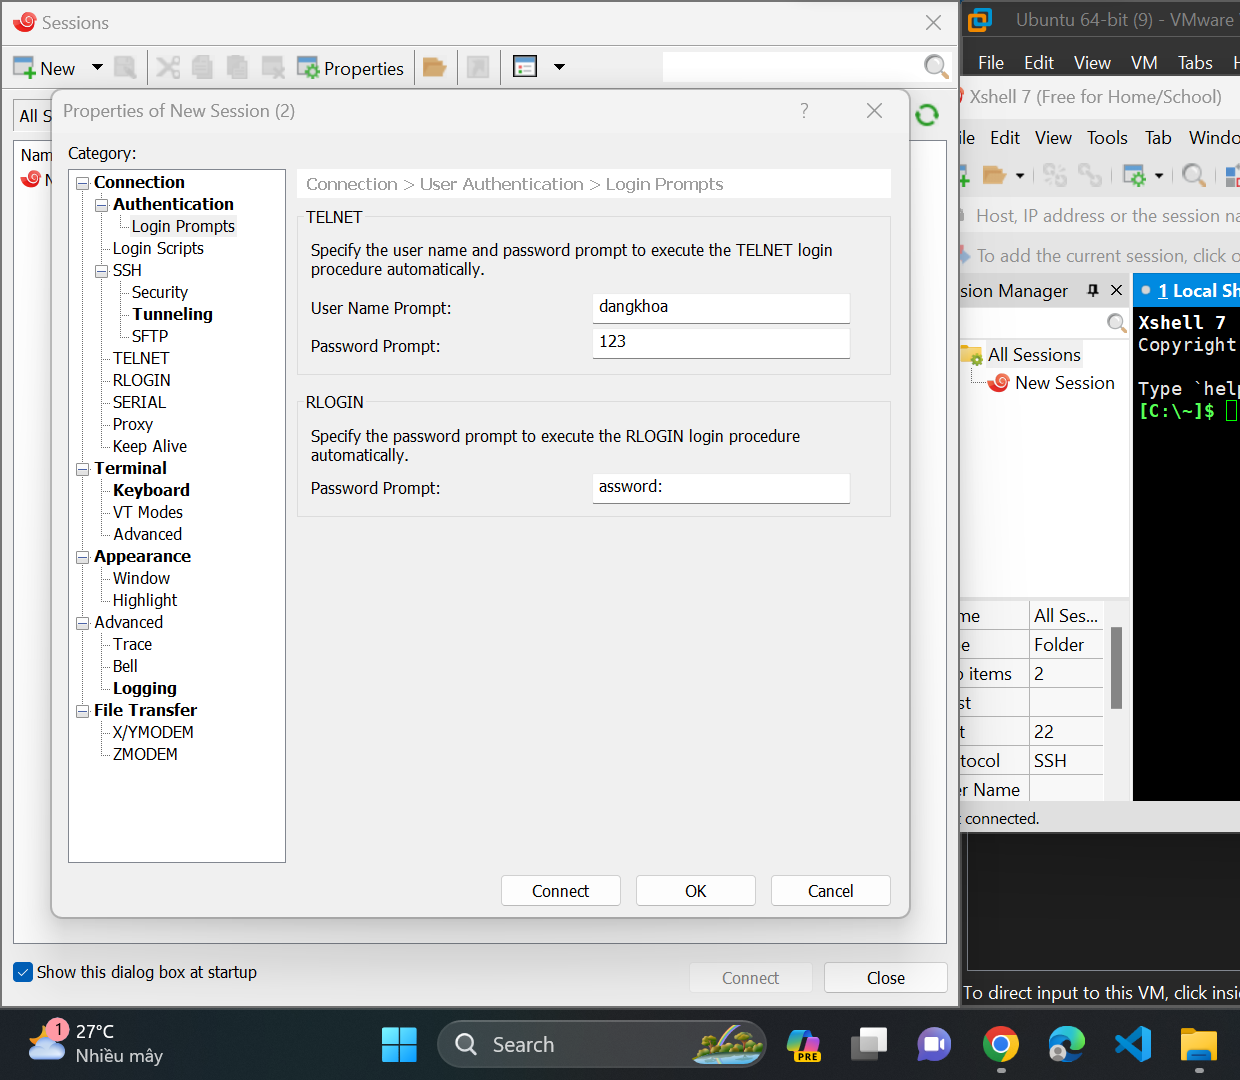 Sessions
New
Properties
All S
Nam
N
Properties of New Session (2)
?
Category:
Connection
Authentication
Login Prompts
Login Scripts
SSH
Security
Tunneling
SFTP
TELNET
RLOGIN
SERIAL
Proxy
Keep Alive
Terminal
Keyboard
VT Modes
Advanced
Appearance
Window
Highlight
Advanced
Trace
Bell
Logging
File Transfer
X/YMODEM
ZMODEM
Connection > User Authentication > Login Prompts
TELNET
Specify the user name and password prompt to execute the TELNET login
procedure automatically.
User Name Prompt: dangkhoa
Password Prompt: 123
RLOGIN
Specify the password prompt to execute the RLOGIN login procedure
automatically.
Password Prompt: assword:
Connect OK Cancel
Show this dialog box at startup
Connect Close
Ubuntu 64-bit (9) - VMware
File Edit View VM Tabs H
Xshell 7 (Free for Home/School)
ile Edit View Tools Tab Windo
Host, IP address or the session na
To add the current session, click o
sion Manager
1 Local Sh
All Sessions
New Session
Xshell 7
Copyright
Type `help
[C:\~]$
me All Ses...
e Folder
o items 2
st
t 22
tocol SSH
er Name
t connected.
To direct input to this VM, click insi
1
27°C
Nhiều mây
Search
PRE